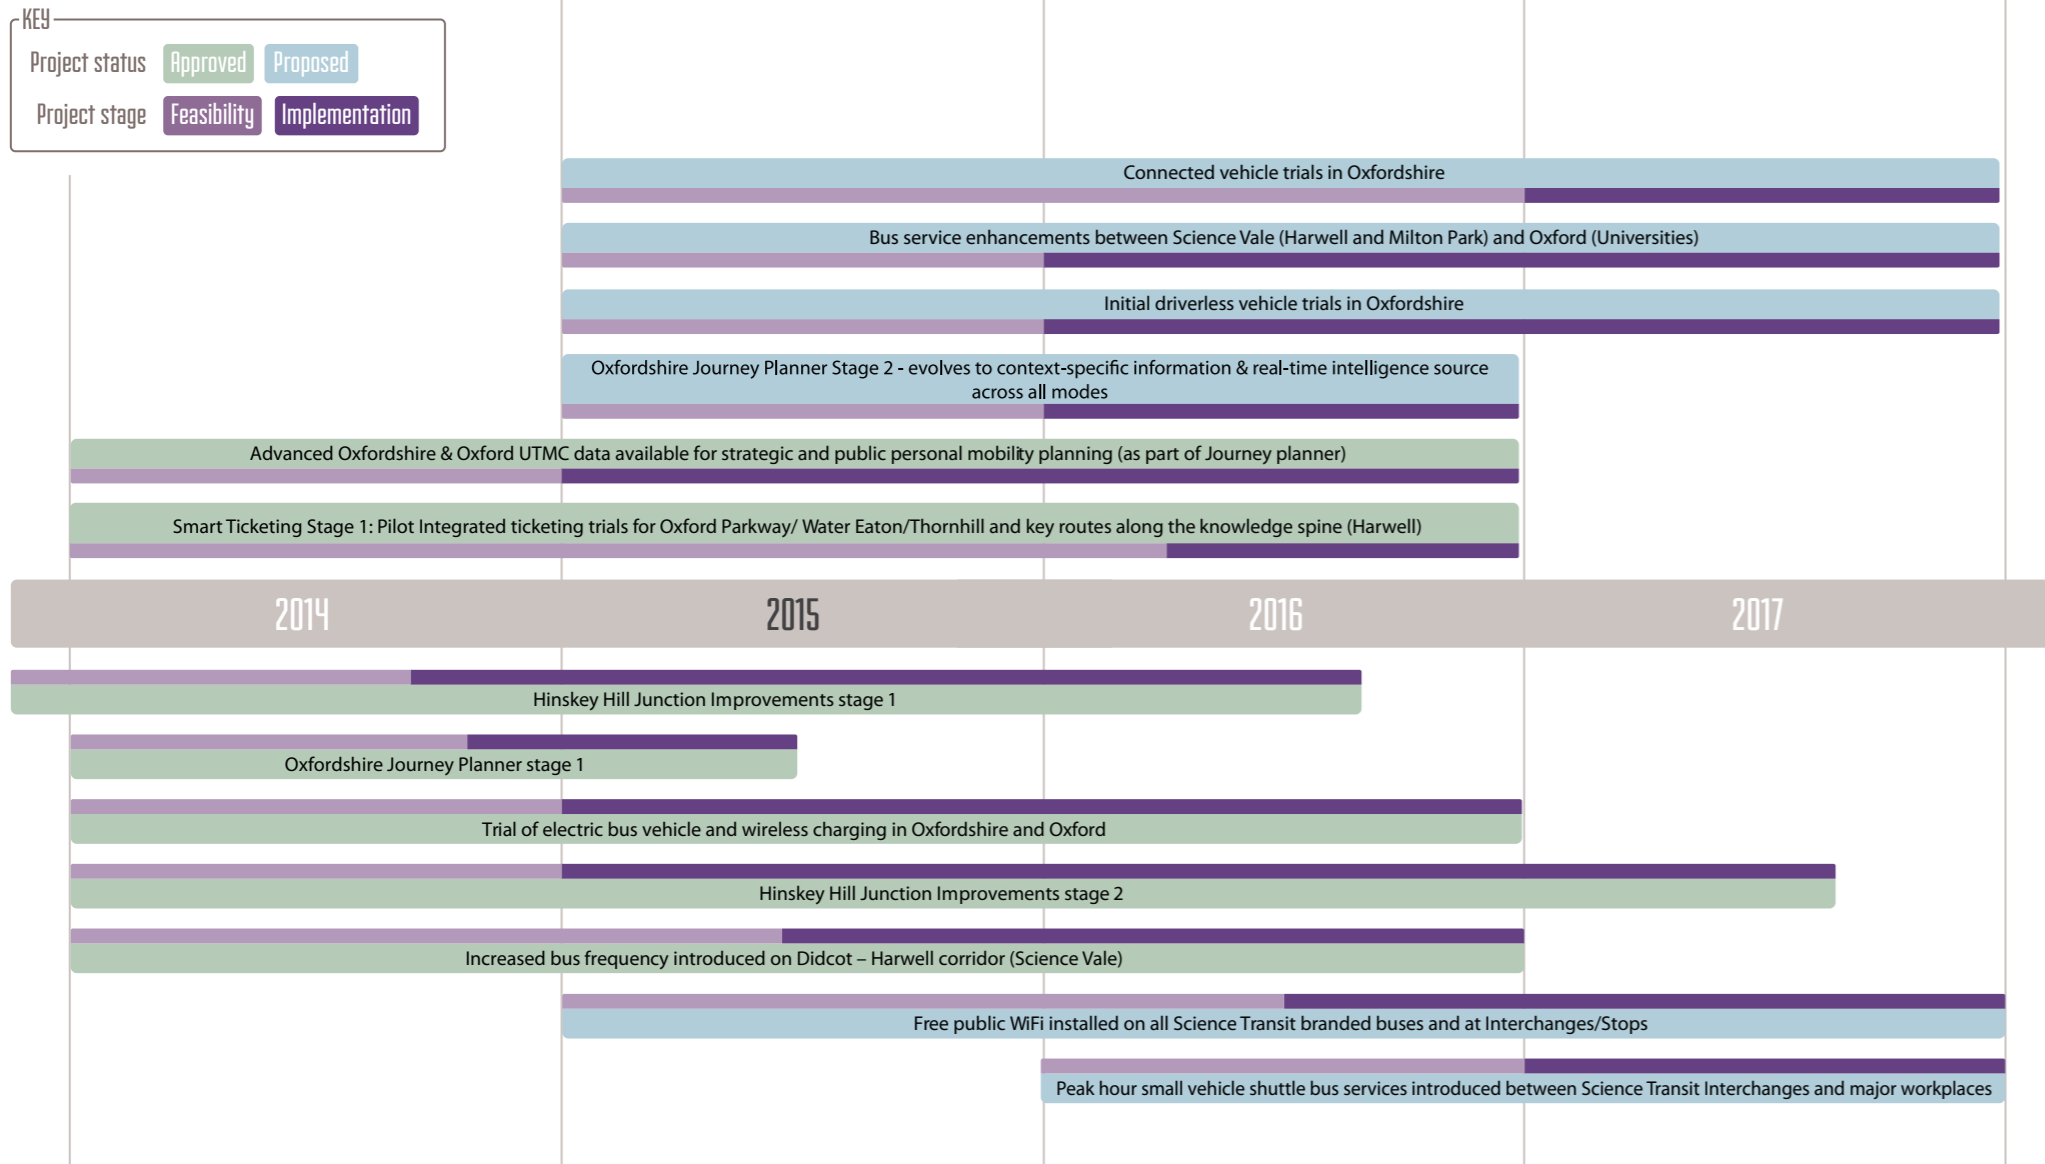 KEY
Project status Approved Proposed
Project stage Feasibility Implementation
Connected vehicle trials in Oxfordshire
Bus service enhancements between Science Vale (Harwell and Milton Park) and Oxford (Universities)
Initial driverless vehicle trials in Oxfordshire
Oxfordshire Journey Planner Stage 2 - evolves to context-specific information & real-time intelligence source
across all modes
Advanced Oxfordshire & Oxford UTMC data available for strategic and public personal mobility planning (as part of Journey planner)
Smart Ticketing Stage 1: Pilot Integrated ticketing trials for Oxford Parkway/ Water Eaton/Thornhill and key routes along the knowledge spine (Harwell)
2014 2015 2016 2017
Hinskey Hill Junction Improvements stage 1
Oxfordshire Journey Planner stage 1
Trial of electric bus vehicle and wireless charging in Oxfordshire and Oxford
Hinskey Hill Junction Improvements stage 2
Increased bus frequency introduced on Didcot – Harwell corridor (Science Vale)
Free public WiFi installed on all Science Transit branded buses and at Interchanges/Stops
Peak hour small vehicle shuttle bus services introduced between Science Transit Interchanges and major workplaces